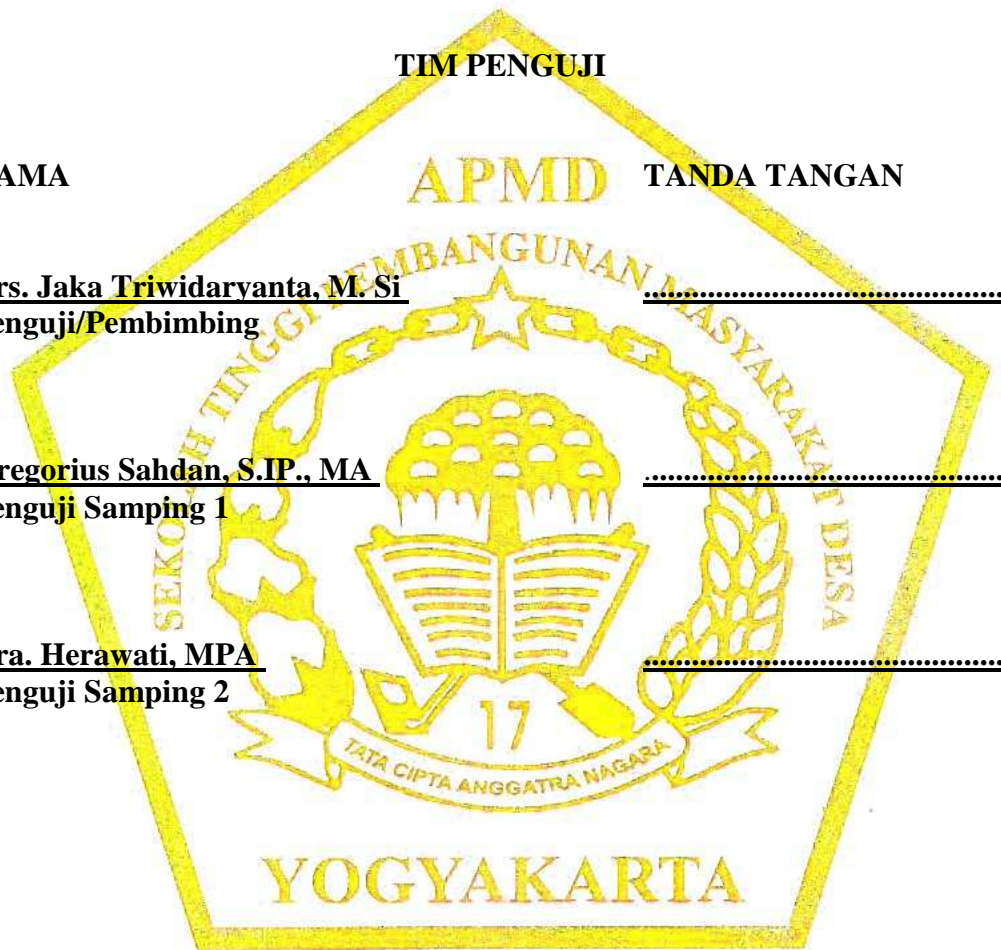 TIM PENGUJI
AMA TANDA TANGAN
APMD
SEKOLAH TINGGI PEMBANGUNAN MASYARAKAT DESA
rs. Jaka Triwidaryanta, M. Si ..............................................
enguji/Pembimbing
regorius Sahdan, S.IP., MA ..............................................
enguji Samping 1
ra. Herawati, MPA ..............................................
enguji Samping 2
17
TATA CIPTA ANGGATRA NAGARA
YOGYAKARTA